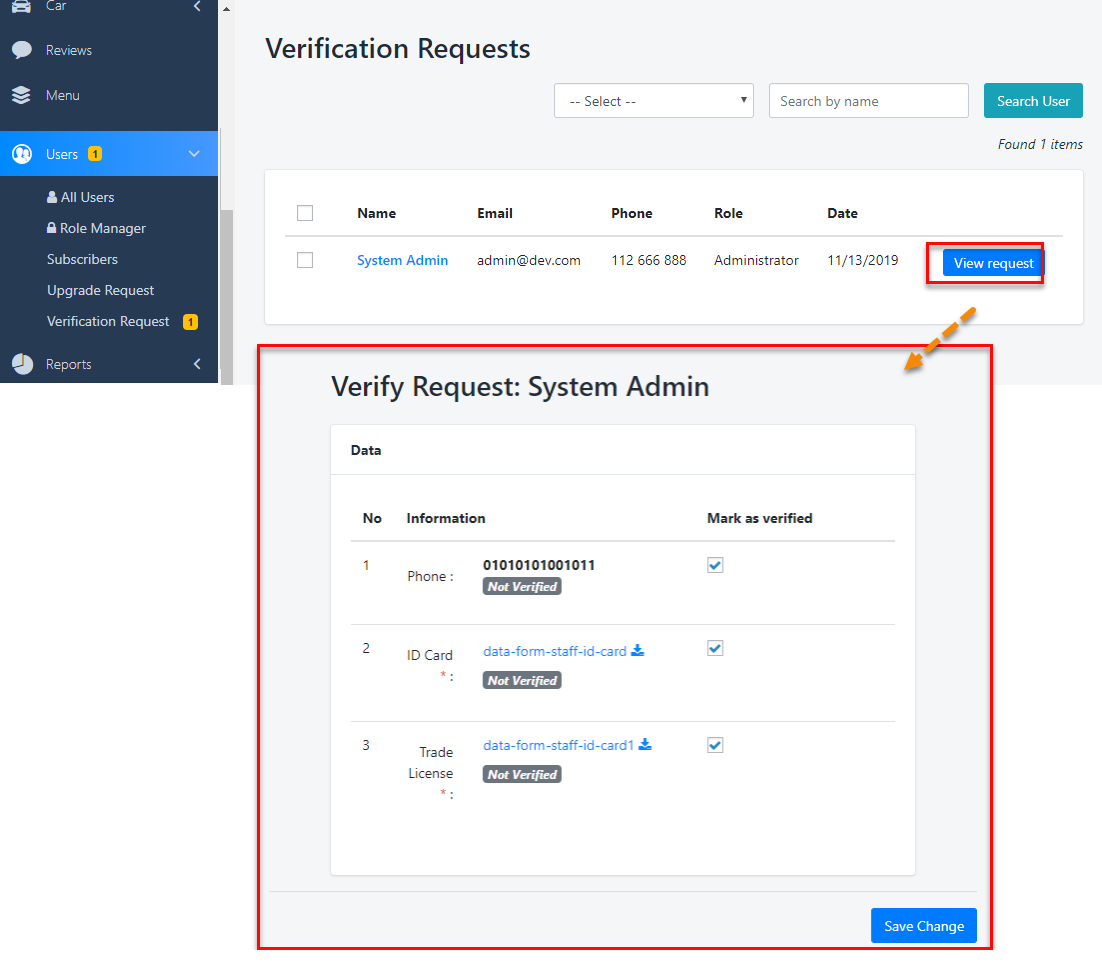 Car
Reviews
Menu
Users 1
All Users
Role Manager
Subscribers
Upgrade Request
Verification Request 1
Reports
Verification Requests
-- Select --
Search by name
Search User
Found 1 items
Name Email Phone Role Date
System Admin admin@dev.com 112 666 888 Administrator 11/13/2019 View request
Verify Request: System Admin
Data
No Information Mark as verified
1 Phone : 01010101001011
Not Verified
2 ID Card data-form-staff-id-card
* : Not Verified
3 Trade data-form-staff-id-card1
License Not Verified
* :
Save Change